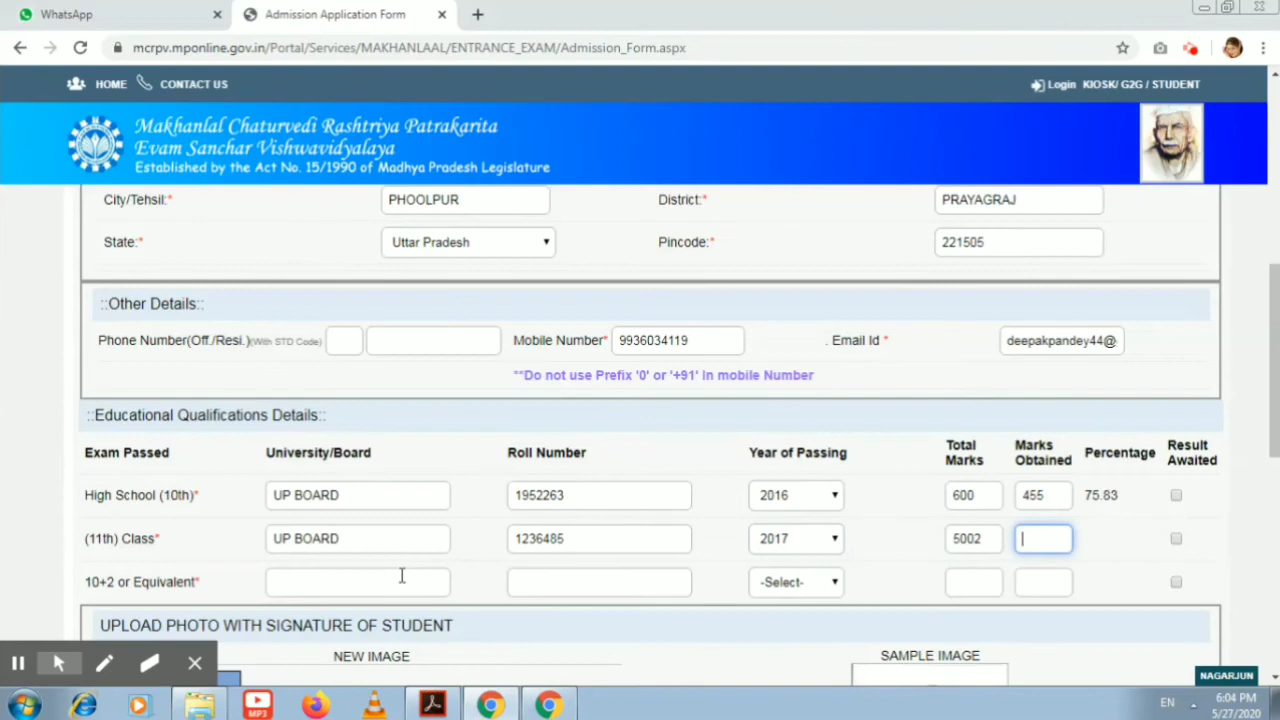 WhatsApp
Admission Application Form
mcrpv.mponline.gov.in/Portal/Services/MAKHANLAAL/ENTRANCE_EXAM/Admission_Form.aspx
HOME CONTACT US Login KIOSK/ G2G / STUDENT
Makhanlal Chaturvedi Rashtriya Patrakarita
Evam Sanchar Vishwavidyalaya
Established by the Act No. 15/1990 of Madhya Pradesh Legislature
City/Tehsil:* PHOOLPUR District:* PRAYAGRAJ
State:* Uttar Pradesh Pincode:* 221505
::Other Details::
Phone Number(Off./Resi.)(With STD Code) Mobile Number* 9936034119 . Email Id * deepakpandey44@
**Do not use Prefix '0' or '+91' In mobile Number
::Educational Qualifications Details::
Exam Passed University/Board Roll Number Year of Passing Total Marks Marks Obtained Percentage Result Awaited
High School (10th)* UP BOARD 1952263 2016 600 455 75.83
(11th) Class* UP BOARD 1236485 2017 5002
10+2 or Equivalent* -Select-
UPLOAD PHOTO WITH SIGNATURE OF STUDENT
NEW IMAGE SAMPLE IMAGE
NAGARJUN
MP3
EN 6:04 PM
5/27/2020